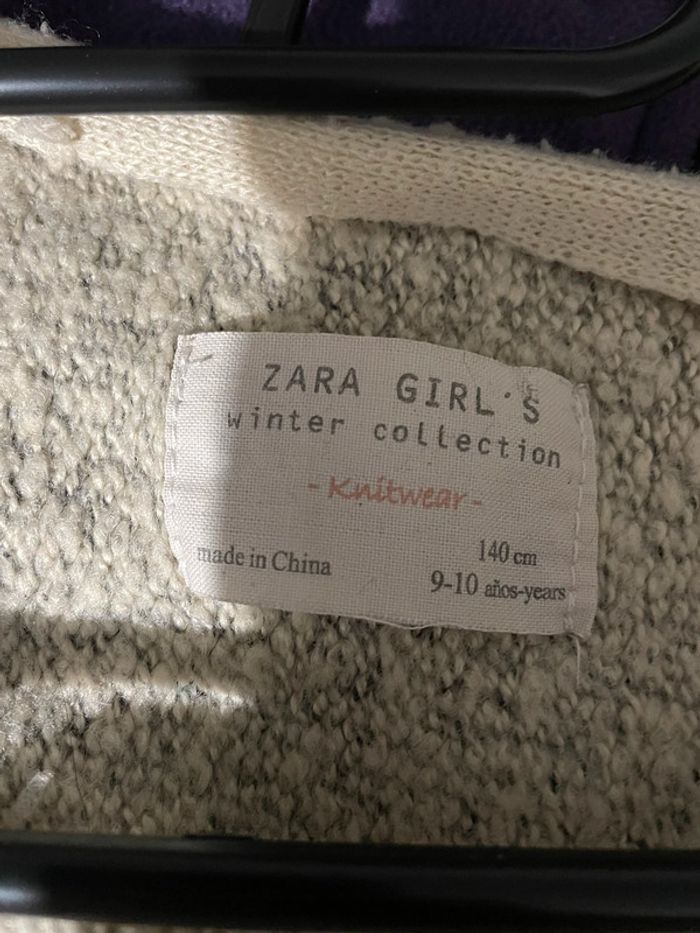 ZARA GIRL'S
winter collection
- Knitwear -
made in China
140 cm
9-10 años-years